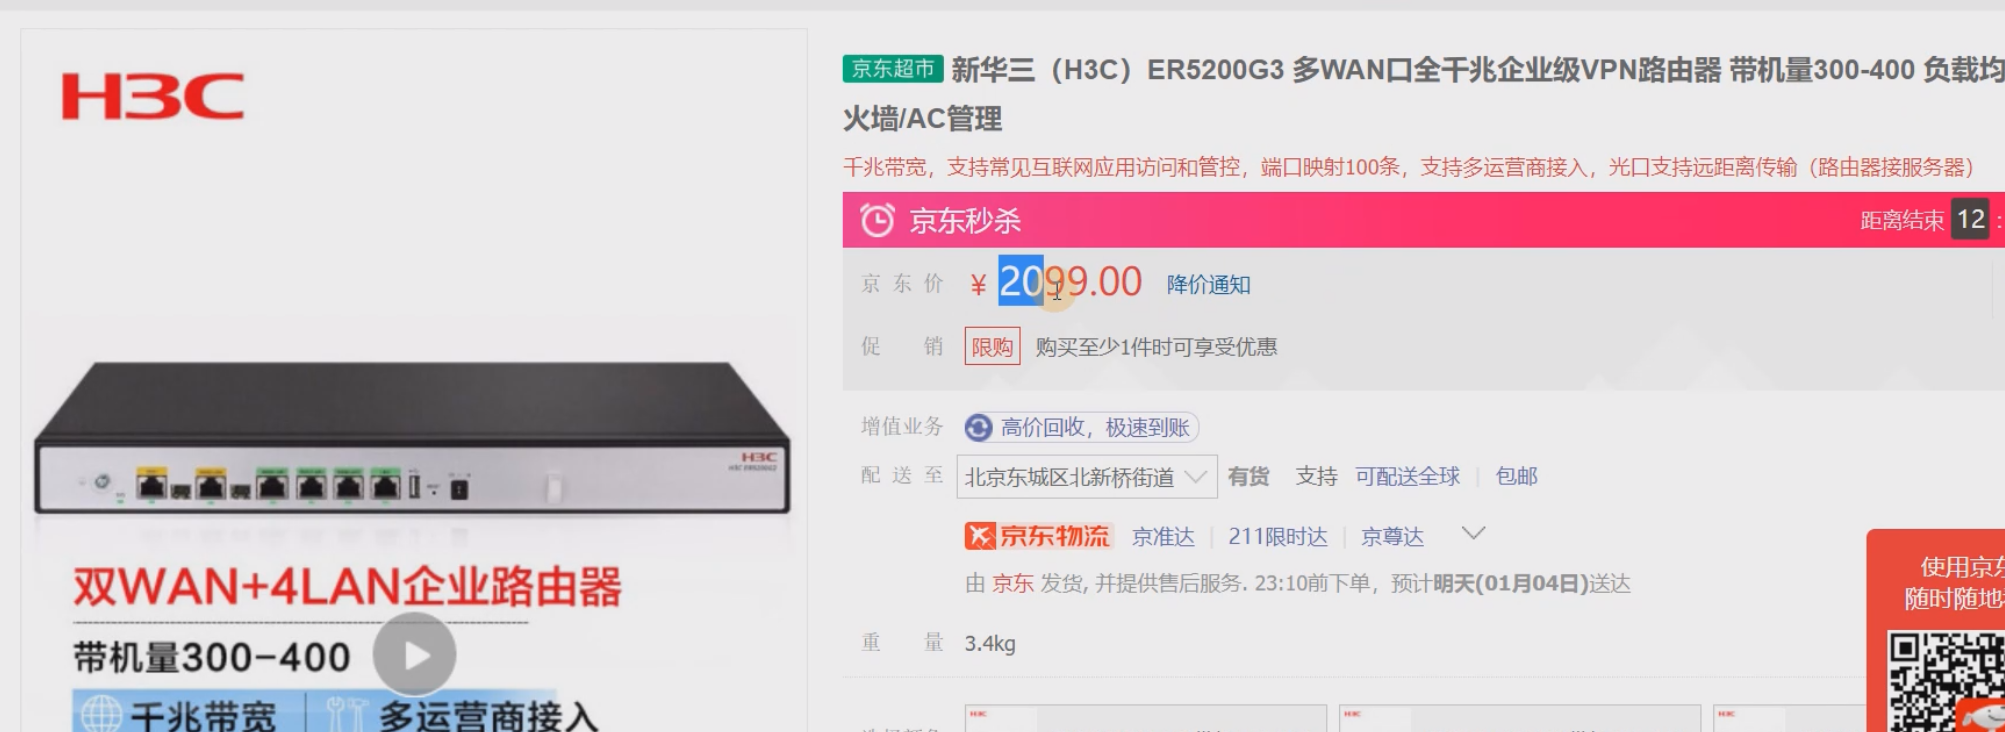 H3C
京东超市 新华三（H3C）ER5200G3 多WAN口全千兆企业级VPN路由器 带机量300-400 负载均
火墙/AC管理
千兆带宽，支持常见互联网应用访问和管控，端口映射100条，支持多运营商接入，光口支持远距离传输（路由器接服务器）
京东秒杀
距离结束 12 :
京东价 ¥ 2099.00 降价通知
促销 限购 购买至少1件时可享受优惠
增值业务 高价回收，极速到账
配送至 北京东城区北新桥街道 有货 支持 可配送全球 包邮
京东物流 京准达 211限时达 京尊达
由 京东 发货, 并提供售后服务. 23:10前下单，预计明天(01月04日)送达
重量 3.4kg
H3C
双WAN+4LAN企业路由器
带机量300-400
千兆带宽 多运营商接入
使用京东
随时随地
H3C
H3C
H3C